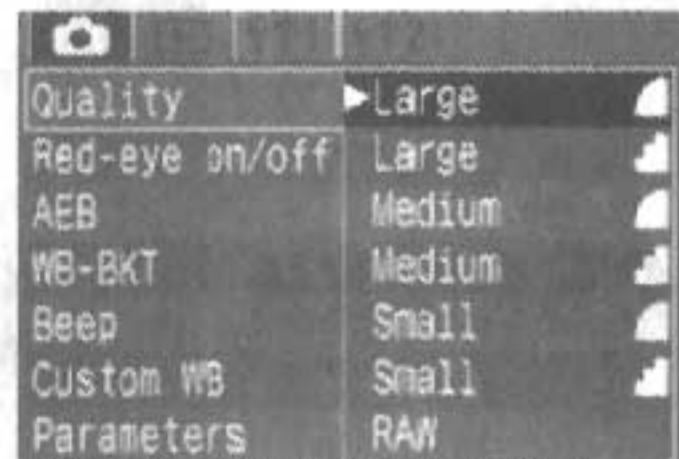 Quality ▶Large
Red-eye on/off Large
AEB Medium
WB-BKT Medium
Beep Small
Custom WB Small
Parameters RAW